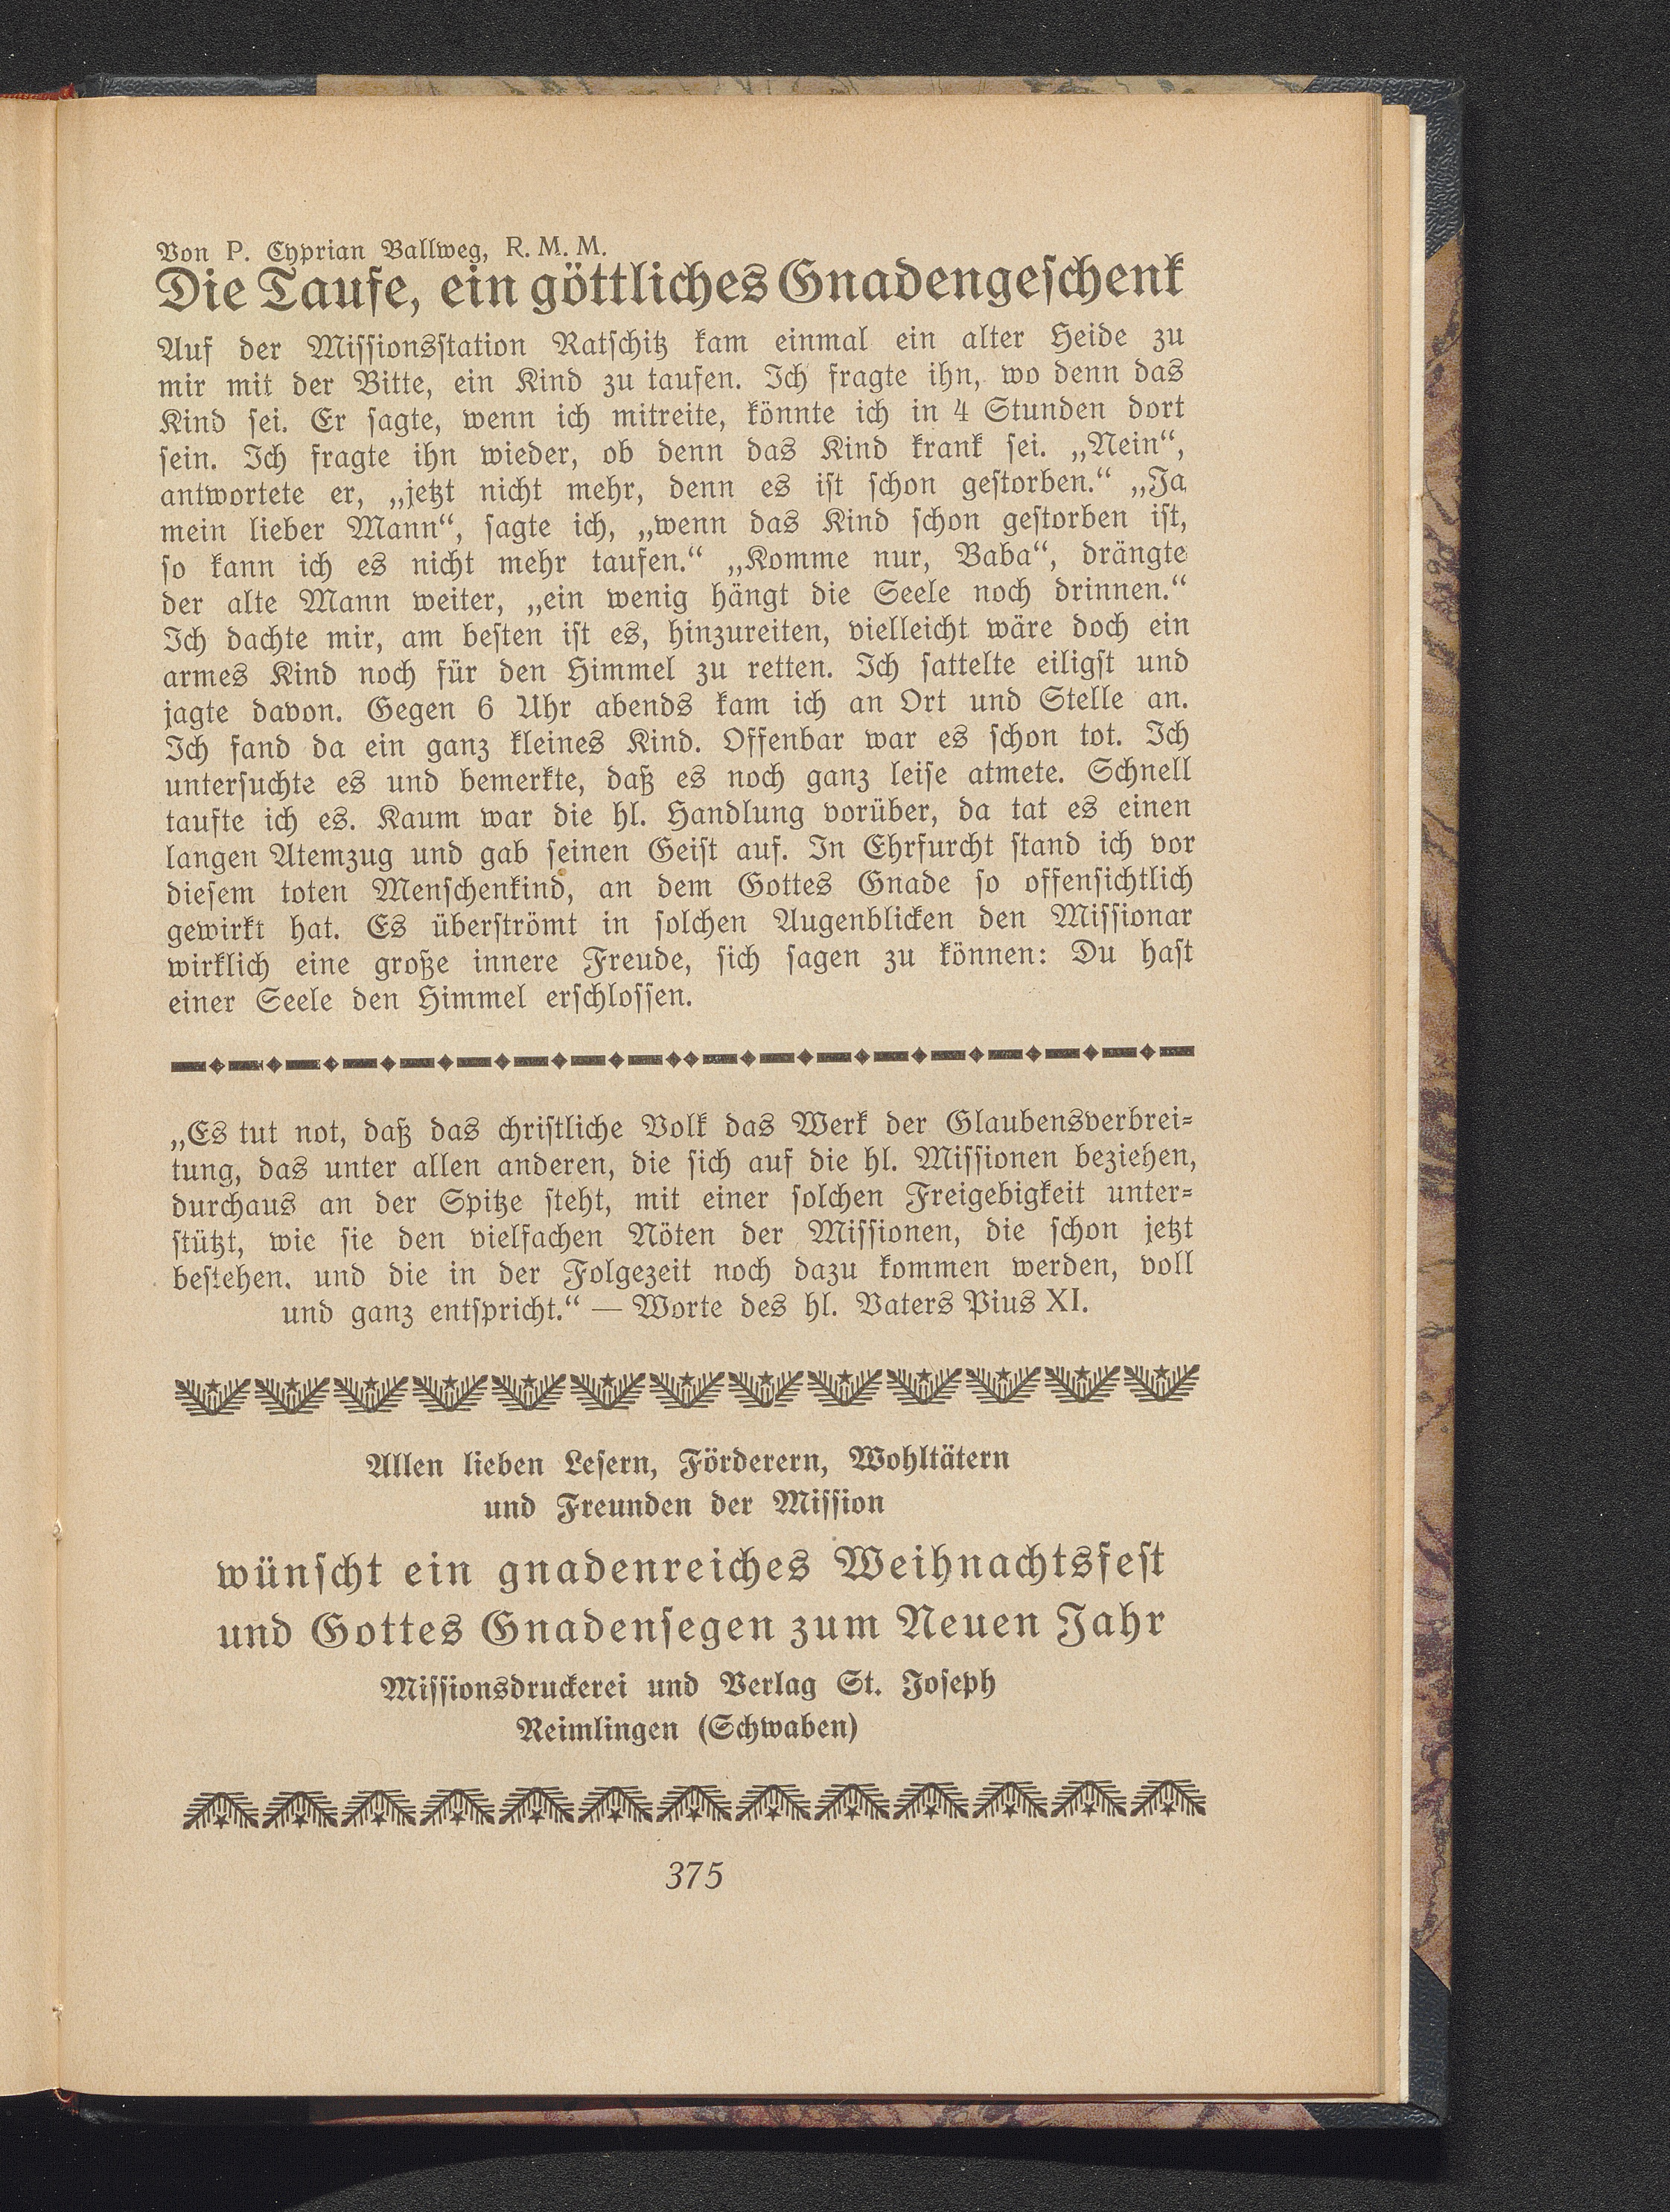 Von P. Cyprian Ballweg, R. M. M.
Die Taufe, ein göttliches Gnadengeschenk
Auf der Missionsstation Ratschitz kam einmal ein alter Heide zu
mir mit der Bitte, ein Kind zu taufen. Ich fragte ihn, wo denn das
Kind sei. Er sagte, wenn ich mitreite, könnte ich in 4 Stunden dort
sein. Ich fragte ihn wieder, ob denn das Kind krank sei. „Nein“,
antwortete er, „jetzt nicht mehr, denn es ist schon gestorben.“ „Ja,
mein lieber Mann“, sagte ich, „wenn das Kind schon gestorben ist,
so kann ich es nicht mehr taufen.“ „Komme nur, Baba“, drängte
der alte Mann weiter, „ein wenig hängt die Seele noch drinnen.“
Ich dachte mir, am besten ist es, hinzureiten, vielleicht wäre doch ein
armes Kind noch für den Himmel zu retten. Ich sattelte eiligst und
jagte davon. Gegen 6 Uhr abends kam ich an Ort und Stelle an.
Ich fand da ein ganz kleines Kind. Offenbar war es schon tot. Ich
untersuchte es und bemerkte, daß es noch ganz leise atmete. Schnell
taufte ich es. Kaum war die hl. Handlung vorüber, da tat es einen
langen Atemzug und gab seinen Geist auf. In Ehrfurcht stand ich vor
diesem toten Menschenkind, an dem Gottes Gnade so offensichtlich
gewirkt hat. Es überströmt in solchen Augenblicken den Missionar
wirklich eine große innere Freude, sich sagen zu können: Du hast
einer Seele den Himmel erschlossen.
„Es tut not, daß das christliche Volk das Werk der Glaubensverbrei-
tung, das unter allen anderen, die sich auf die hl. Missionen beziehen,
durchaus an der Spitze steht, mit einer solchen Freigebigkeit unter-
stützt, wie sie den vielfachen Nöten der Missionen, die schon jetzt
bestehen, und die in der Folgezeit noch dazu kommen werden, voll
und ganz entspricht.“ — Worte des hl. Vaters Pius XI.
Allen lieben Lesern, Förderern, Wohltätern
und Freunden der Mission
wünscht ein gnadenreiches Weihnachtsfest
und Gottes Gnadensegen zum Neuen Jahr
Missionsdruckerei und Verlag St. Joseph
Reimlingen (Schwaben)
375